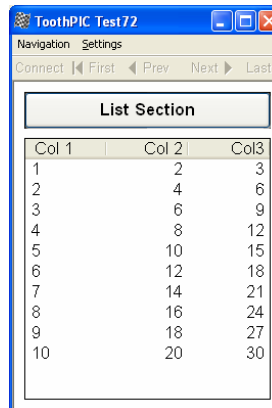 ToothPIC Test72
Navigation Settings
Connect First Prev Next Last
List Section
Col 1 Col 2 Col3
1 2 3
2 4 6
3 6 9
4 8 12
5 10 15
6 12 18
7 14 21
8 16 24
9 18 27
10 20 30